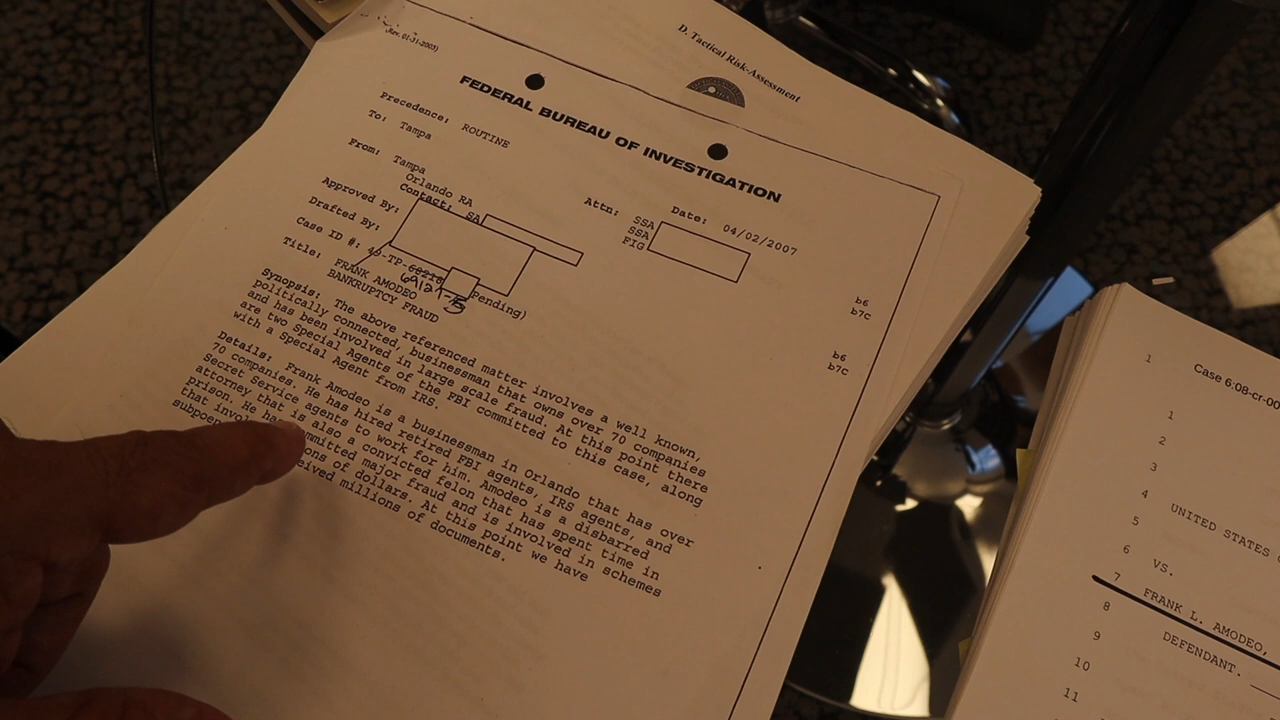 (Rev. 01-31-2003)
D. Tactical Risk-Assessment
FEDERAL BUREAU OF INVESTIGATION
Precedence: ROUTINE
Date: 04/02/2007
To: Tampa
Attn: SSA
SSA
FIG
From: Tampa
Orlando RA
Contact: SA
b6
b7C
Approved By:
Drafted By:
b6
b7C
Case ID #: -TP- Pending)
Title: FRANK AMODEO
BANKRUPTCY FRAUD
Synopsis: The above referenced matter involves a well known,
politically connected, businessman that owns over 70 companies
and has been involved in large scale fraud. At this point there
are two Special Agents of the FBI committed to this case, along
with a Special Agent from IRS.
Details: Frank Amodeo is a businessman in Orlando that has over
70 companies. He has hired retired FBI agents, IRS agents, and
Secret Service agents to work for him. Amodeo is a disbarred
attorney that is also a convicted felon that has spent time in
prison. He has major fraud and is involved in schemes
that of dollars. At this point we have
millions of documents.
Case 6:08-cr-00
1
1
2
3
4 UNITED STATES
5
6 VS.
7 FRANK L. AMODEO,
8 DEFENDANT.
9
10
11